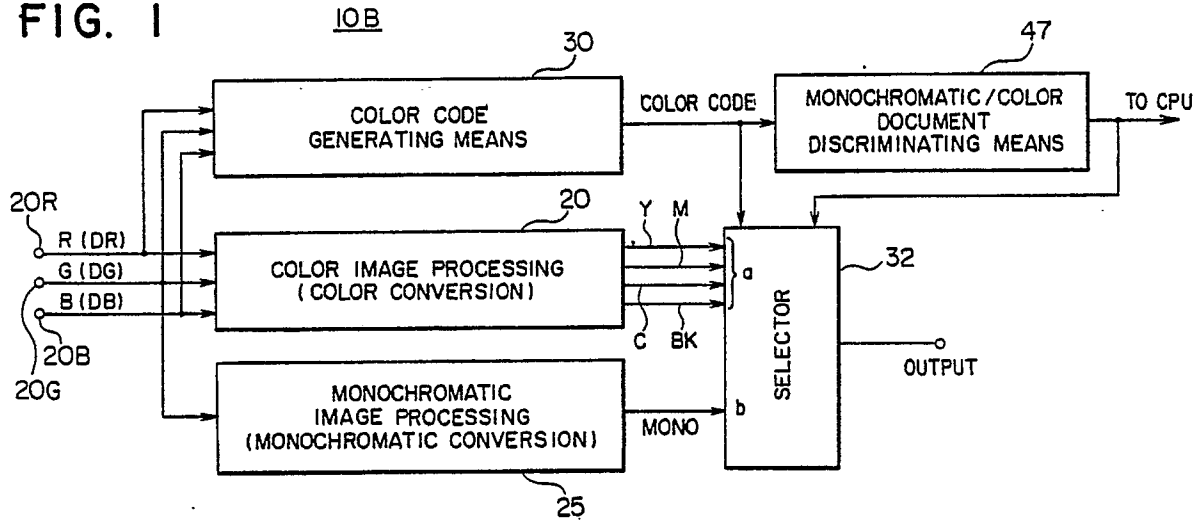 FIG. 1
10B
30
47
COLOR CODE
GENERATING MEANS
COLOR CODE
MONOCHROMATIC/COLOR
DOCUMENT
DISCRIMINATING MEANS
TO CPU
20R
R (DR)
G (DG)
B (DB)
20B
20G
20
COLOR IMAGE PROCESSING
(COLOR CONVERSION)
Y
M
C
BK
a
b
SELECTOR
32
OUTPUT
MONOCHROMATIC
IMAGE PROCESSING
(MONOCHROMATIC CONVERSION)
MONO
25